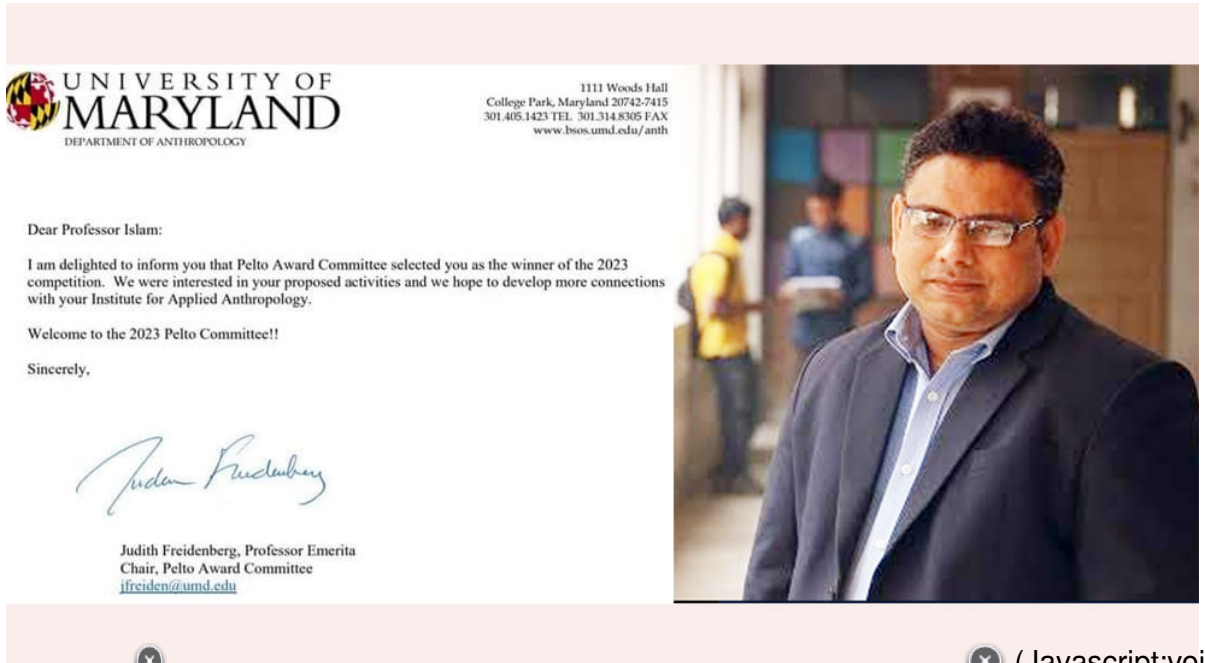 UNIVERSITY OF
MARYLAND
DEPARTMENT OF ANTHROPOLOGY
1111 Woods Hall
College Park, Maryland 20742-7415
301.405.1423 TEL 301.314.8305 FAX
www.bsos.umd.edu/anth
Dear Professor Islam:
I am delighted to inform you that Pelto Award Committee selected you as the winner of the 2023
competition. We were interested in your proposed activities and we hope to develop more connections
with your Institute for Applied Anthropology.
Welcome to the 2023 Pelto Committee!!
Sincerely,
Judith Freidenberg
Judith Freidenberg, Professor Emerita
Chair, Pelto Award Committee
jfreiden@umd.edu
(Javascript:voi